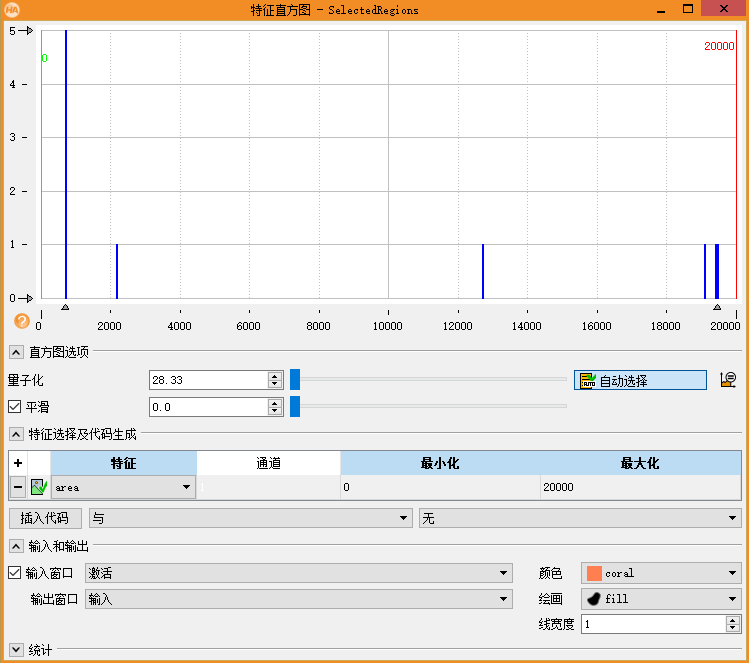 HA 特征直方图 - SelectedRegions
5
20000
0
4
3
2
1
0
0 2000 4000 6000 8000 10000 12000 14000 16000 18000 20000
直方图选项
量子化 28.33 自动选择
平滑 0.0
特征选择及代码生成
+ 特征 通道 最小化 最大化
− area 1 0 20000
插入代码 与 无
输入和输出
输入窗口 激活 颜色 coral
输出窗口 输入 绘画 fill
线宽度 1
统计